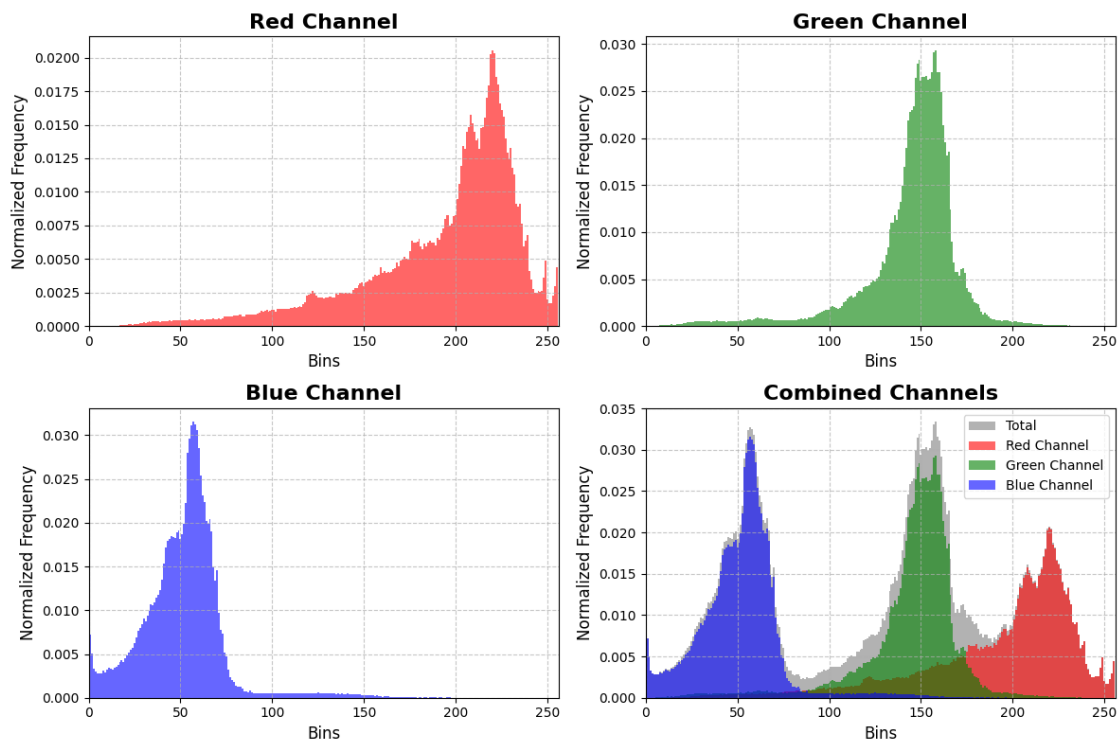 Red Channel
Normalized Frequency
0.0200
0.0175
0.0150
0.0125
0.0100
0.0075
0.0050
0.0025
0.0000
0 50 100 150 200 250
Bins
Green Channel
Normalized Frequency
0.030
0.025
0.020
0.015
0.010
0.005
0.000
0 50 100 150 200 250
Bins
Blue Channel
Normalized Frequency
0.030
0.025
0.020
0.015
0.010
0.005
0.000
0 50 100 150 200 250
Bins
Combined Channels
Normalized Frequency
0.035
0.030
0.025
0.020
0.015
0.010
0.005
0.000
0 50 100 150 200 250
Bins
Total
Red Channel
Green Channel
Blue Channel